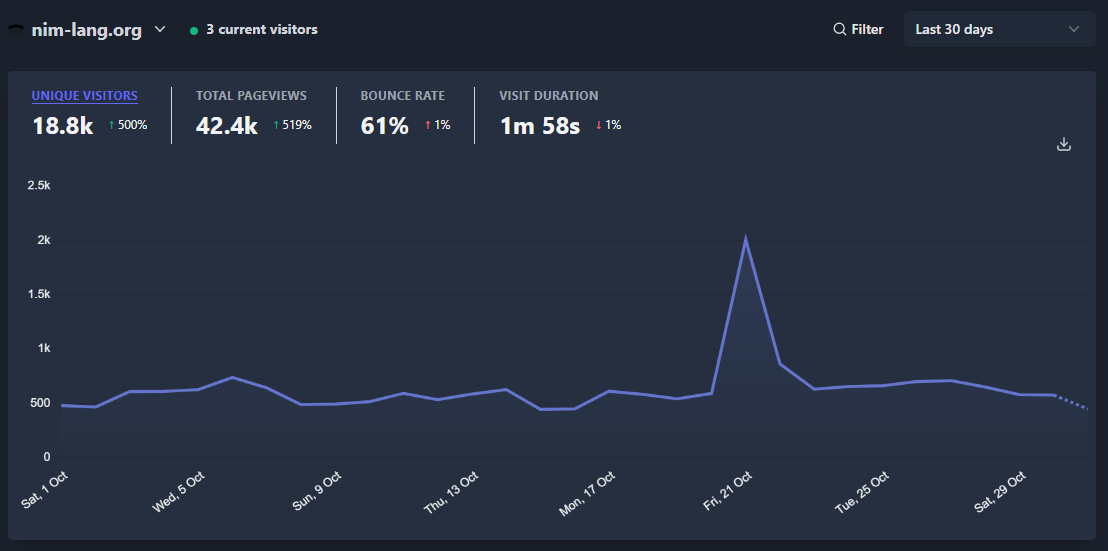 nim-lang.org 3 current visitors Filter Last 30 days
UNIQUE VISITORS TOTAL PAGEVIEWS BOUNCE RATE VISIT DURATION
18.8k ↑ 500% 42.4k ↑ 519% 61% ↑ 1% 1m 58s ↓ 1%
2.5k
2k
1.5k
1k
500
0
Sat, 1 Oct Wed, 5 Oct Sun, 9 Oct Thu, 13 Oct Mon, 17 Oct Fri, 21 Oct Tue, 25 Oct Sat, 29 Oct